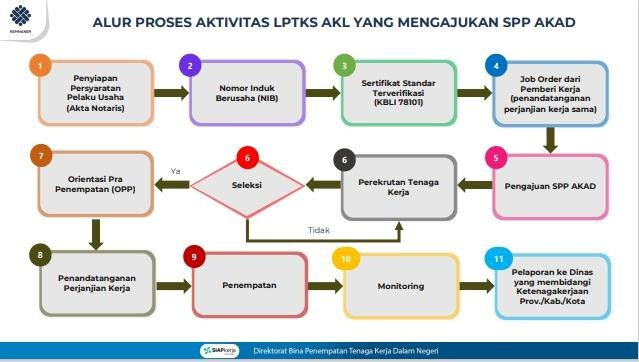 KEMNAKER
ALUR PROSES AKTIVITAS LPTKS AKL YANG MENGAJUKAN SPP AKAD
1
Penyiapan
Persyaratan
Pelaku Usaha
(Akta Notaris)
2
Nomor Induk
Berusaha (NIB)
3
Sertifikat Standar
Terverifikasi
(KBLI 78101)
4
Job Order dari
Pemberi Kerja
(penandatanganan
perjanjian kerja sama)
5
Pengajuan SPP AKAD
6
Perekrutan Tenaga
Kerja
6
Seleksi
Ya
Tidak
7
Orientasi Pra
Penempatan (OPP)
8
Penandatanganan
Perjanjian Kerja
9
Penempatan
10
Monitoring
11
Pelaporan ke Dinas
yang membidangi
Ketenagakerjaan
Prov./Kab./Kota
SIAPkerja
Direktorat Bina Penempatan Tenaga Kerja Dalam Negeri